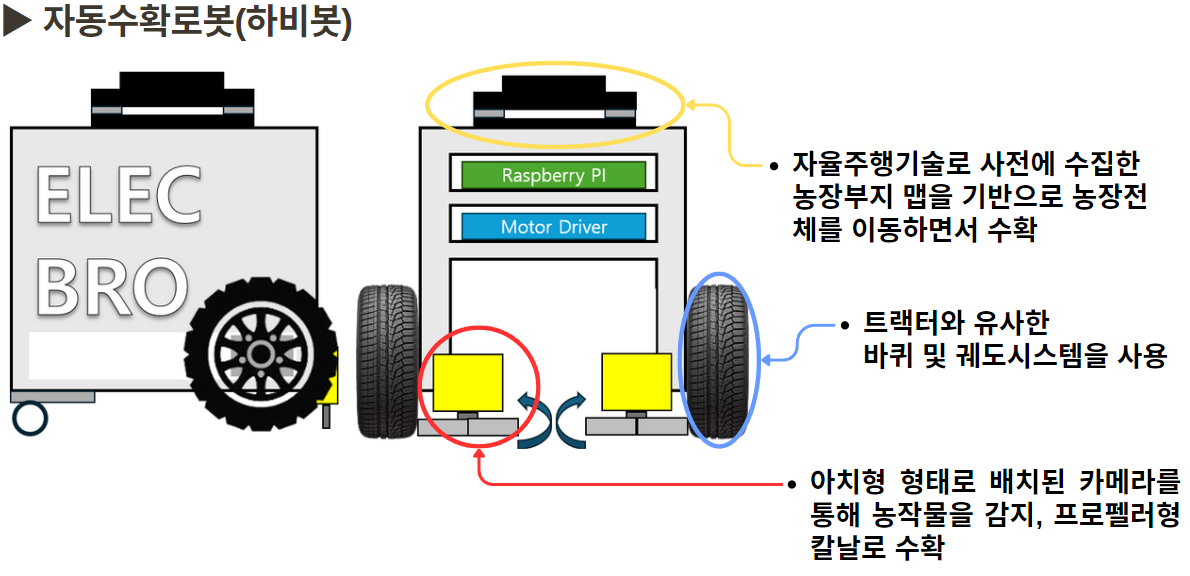 ▶ 자동수확로봇(하비봇)
ELEC
BRO
Raspberry PI
Motor Driver
• 자율주행기술로 사전에 수집한
농장부지 맵을 기반으로 농장전
체를 이동하면서 수확
• 트랙터와 유사한
바퀴 및 궤도시스템을 사용
• 아치형 형태로 배치된 카메라를
통해 농작물을 감지, 프로펠러형
칼날로 수확